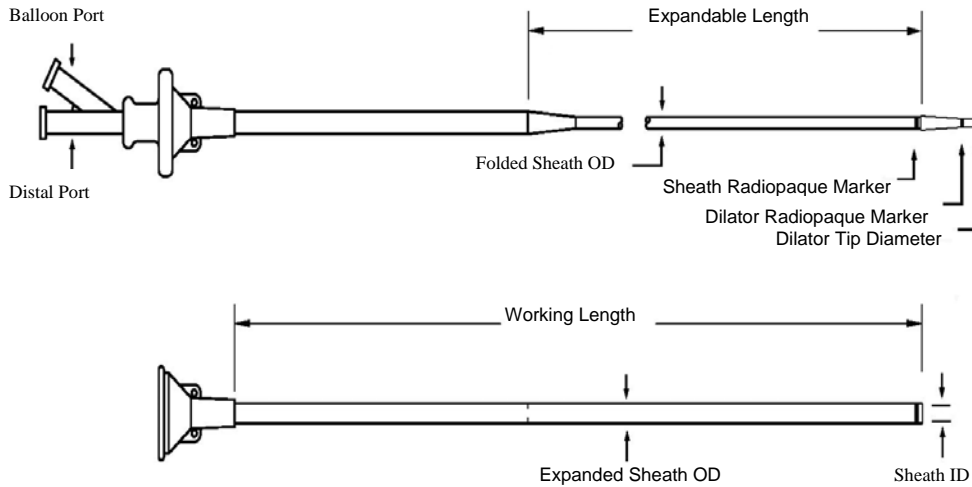 Balloon Port
Expandable Length
Folded Sheath OD
Distal Port
Sheath Radiopaque Marker
Dilator Radiopaque Marker
Dilator Tip Diameter
Working Length
Expanded Sheath OD
Sheath ID